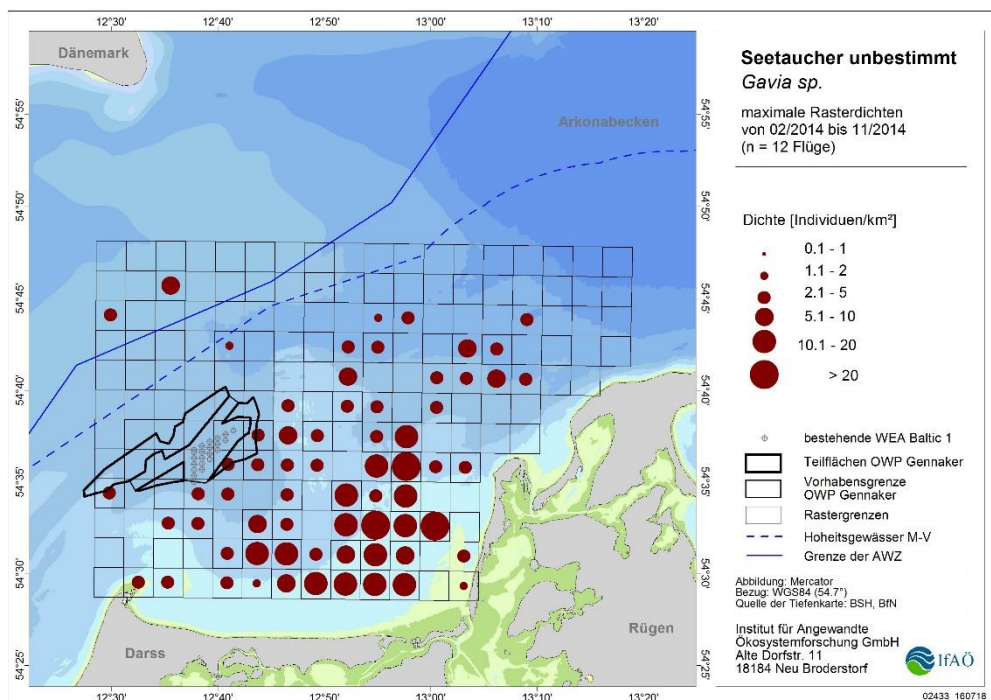 12°30' 12°40' 12°50' 13°00' 13°10' 13°20'
Dänemark
Arkonabecken
54°55' 54°55'
54°50' 54°50'
54°45' 54°45'
54°40' 54°40'
54°35' 54°35'
54°30' 54°30'
54°25' 54°25'
Darss
Rügen
12°30' 12°40' 12°50' 13°00' 13°10' 13°20'
Seetaucher unbestimmt
Gavia sp.
maximale Rasterdichten
von 02/2014 bis 11/2014
(n = 12 Flüge)
Dichte [Individuen/km²]
0.1 - 1
1.1 - 2
2.1 - 5
5.1 - 10
10.1 - 20
> 20
bestehende WEA Baltic 1
Teilflächen OWP Gennaker
Vorhabensgrenze
OWP Gennaker
Rastergrenzen
Hoheitsgewässer M-V
Grenze der AWZ
Abbildung: Mercator
Bezug: WGS84 (54.7°)
Quelle der Tiefenkarte: BSH, BfN
Institut für Angewandte
Ökosystemforschung GmbH
Alte Dorfstr. 11
18184 Neu Broderstorf
IfAÖ
02433_160718